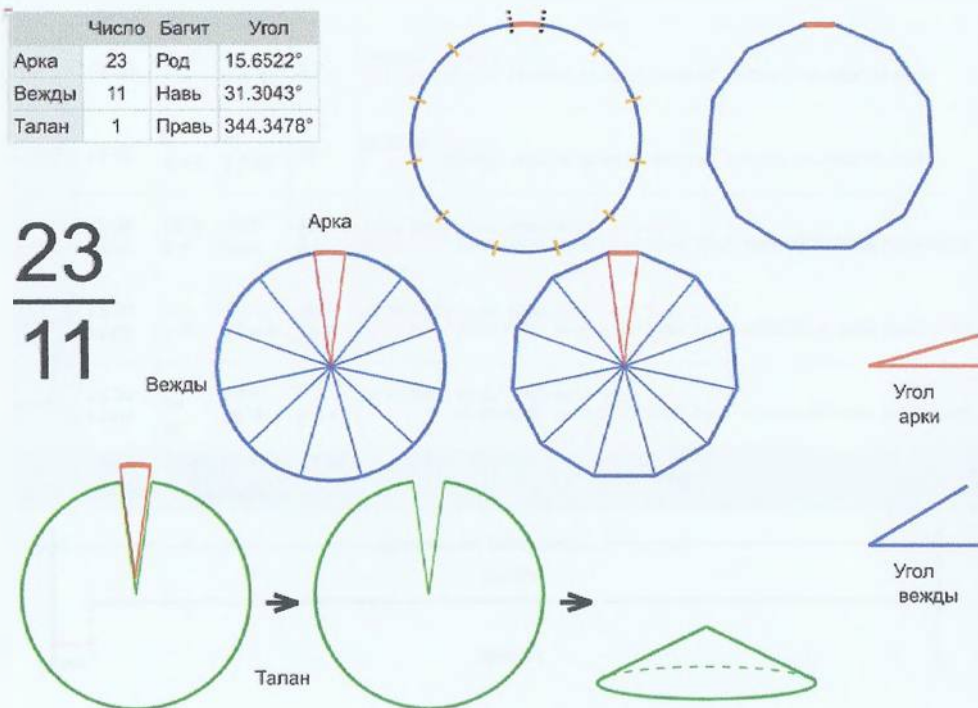 Число Багит Угол
Арка 23 Род 15.6522°
Вежды 11 Навь 31.3043°
Талан 1 Правь 344.3478°
23
11
Арка
Вежды
Угол
арки
Угол
вежды
Талан